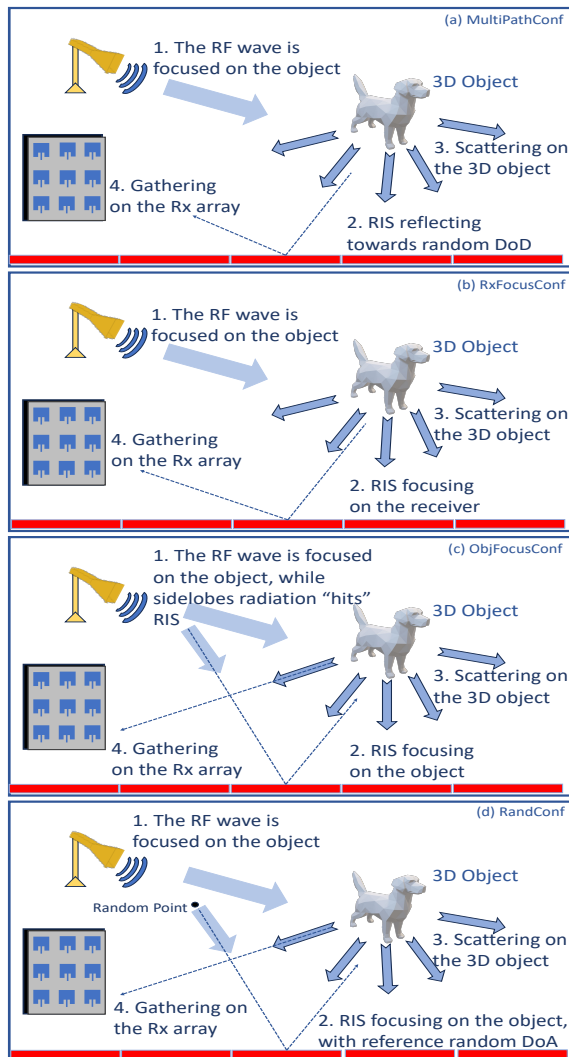 (a) MultiPathConf
1. The RF wave is
focused on the object
3D Object
3. Scattering on
the 3D object
4. Gathering
on the Rx array
2. RIS reflecting
towards random DoD
(b) RxFocusConf
1. The RF wave is
focused on the object
3D Object
3. Scattering on
the 3D object
4. Gathering
on the Rx array
2. RIS focusing
on the receiver
(c) ObjFocusConf
1. The RF wave is focused
on the object, while
sidelobes radiation “hits”
RIS
3D Object
3. Scattering on
the 3D object
4. Gathering
on the Rx array
2. RIS focusing
on the object
(d) RandConf
1. The RF wave is
focused on the object
3D Object
Random Point
3. Scattering on
the 3D object
4. Gathering on
the Rx array
2. RIS focusing on the object,
with reference random DoA